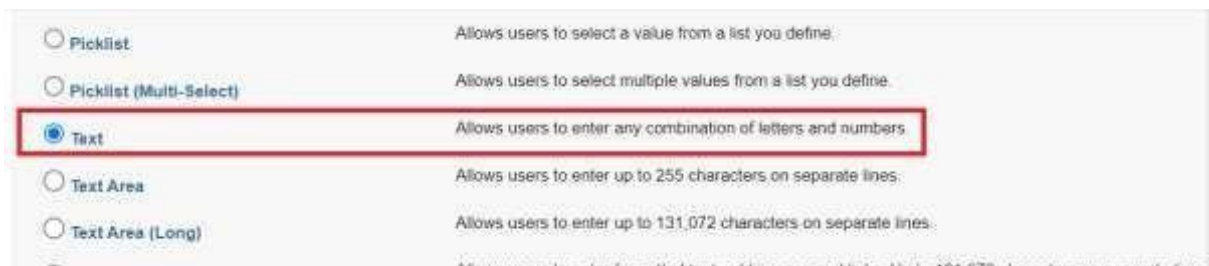 Picklist Allows users to select a value from a list you define.
Picklist (Multi-Select) Allows users to select multiple values from a list you define.
Text Allows users to enter any combination of letters and numbers.
Text Area Allows users to enter up to 255 characters on separate lines.
Text Area (Long) Allows users to enter up to 131,072 characters on separate lines.